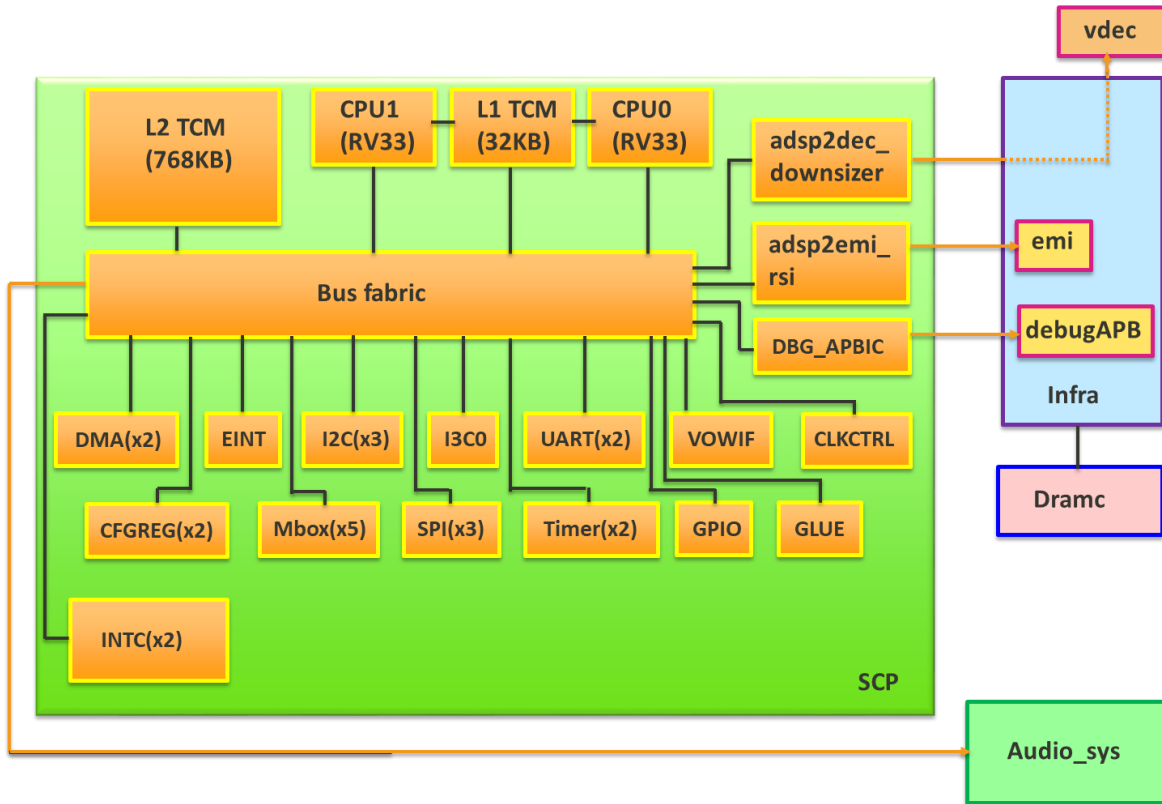 vdec
L2 TCM
(768KB)
CPU1
(RV33)
L1 TCM
(32KB)
CPU0
(RV33)
adsp2dec_
downsizer
adsp2emi_
rsi
emi
Bus fabric
DBG_APBIC
debugAPB
Infra
DMA(x2)
EINT
I2C(x3)
I3C0
UART(x2)
VOWIF
CLKCTRL
Dramc
CFGREG(x2)
Mbox(x5)
SPI(x3)
Timer(x2)
GPIO
GLUE
INTC(x2)
SCP
Audio_sys